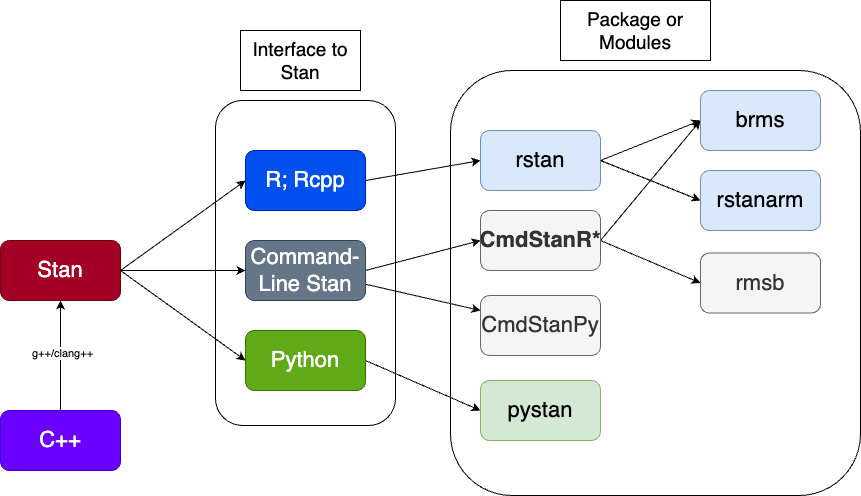 Package or
Modules
Interface to
Stan
brms
R; Rcpp
rstan
rstanarm
Stan
Command-
Line Stan
CmdStanR*
rmsb
CmdStanPy
g++/clang++
Python
pystan
C++